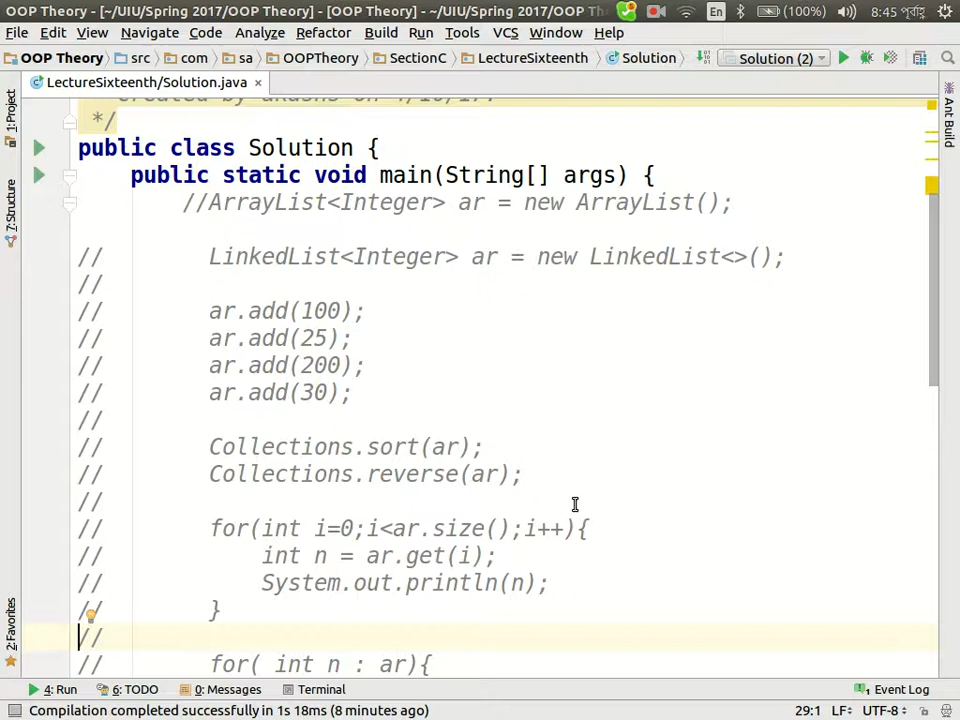 OOP Theory - [~/UIU/Spring 2017/OOP Theory] - [OOP Theory] - ~/UIU/Spring 2017/OOP T... En (100%) 8:45 পূর্বাহ্ণ
File Edit View Navigate Code Analyze Refactor Build Run Tools VCS Window Help
OOP Theory src com sa OOPTheory SectionC LectureSixteenth Solution Solution (2)
LectureSixteenth/Solution.java ×
1:Project
7:Structure
2:Favorites
Ant Build
*/
public class Solution {
public static void main(String[] args) {
//ArrayList<Integer> ar = new ArrayList();
// LinkedList<Integer> ar = new LinkedList<>();
//
// ar.add(100);
// ar.add(25);
// ar.add(200);
// ar.add(30);
//
// Collections.sort(ar);
// Collections.reverse(ar);
//
// for(int i=0;i<ar.size();i++){
// int n = ar.get(i);
// System.out.println(n);
// }
//
// for( int n : ar){
4: Run 6: TODO 0: Messages Terminal Event Log
Compilation completed successfully in 1s 18ms (8 minutes ago) 29:1 LF÷ UTF-8÷